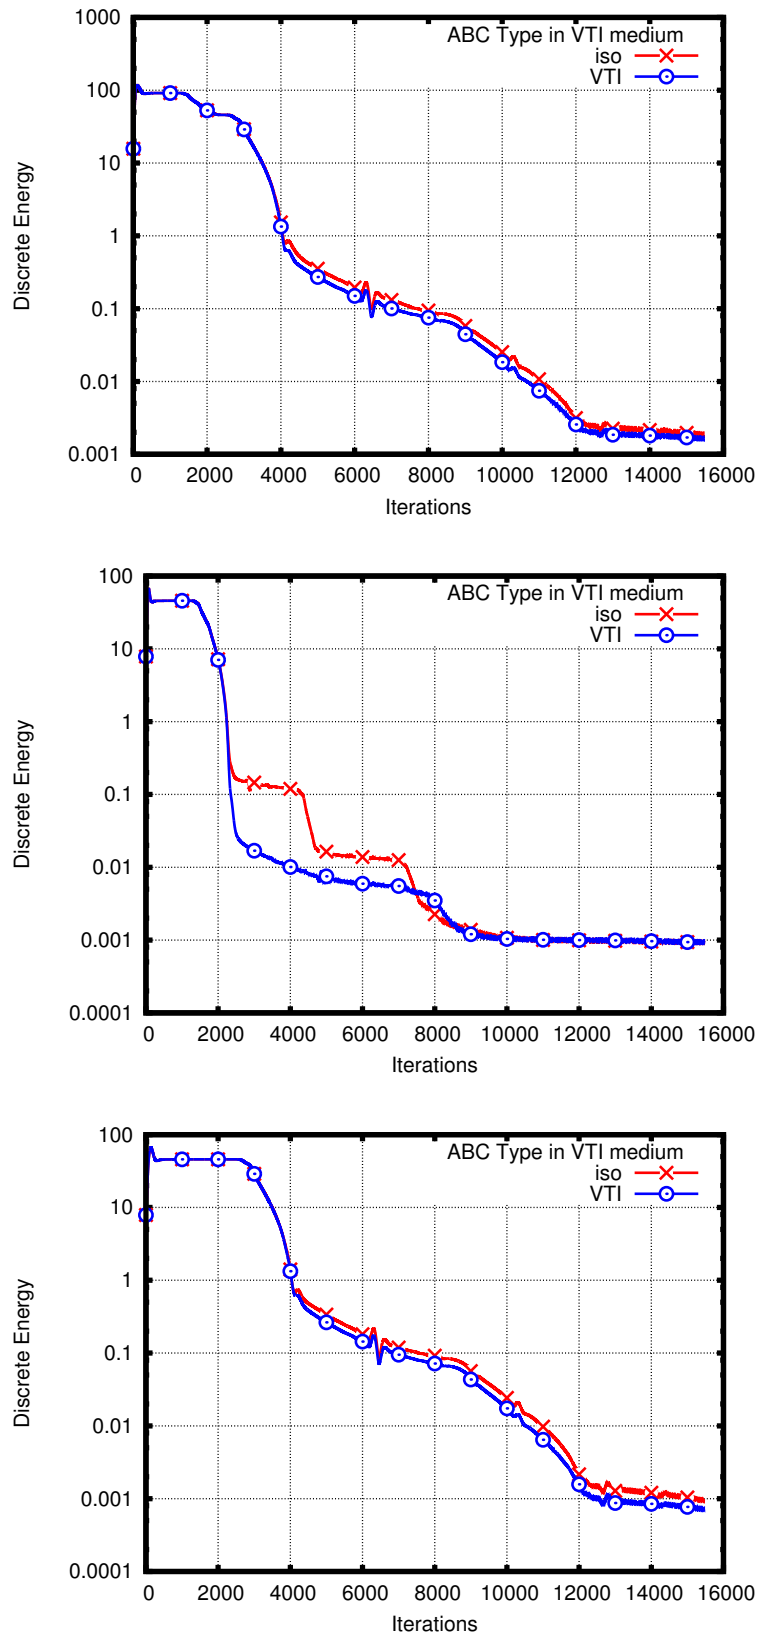 1000
100
10
1
0.1
0.01
0.001
Discrete Energy
ABC Type in VTI medium
iso
VTI
0 2000 4000 6000 8000 10000 12000 14000 16000
Iterations
100
10
1
0.1
0.01
0.001
0.0001
Discrete Energy
ABC Type in VTI medium
iso
VTI
0 2000 4000 6000 8000 10000 12000 14000 16000
Iterations
100
10
1
0.1
0.01
0.001
0.0001
Discrete Energy
ABC Type in VTI medium
iso
VTI
0 2000 4000 6000 8000 10000 12000 14000 16000
Iterations